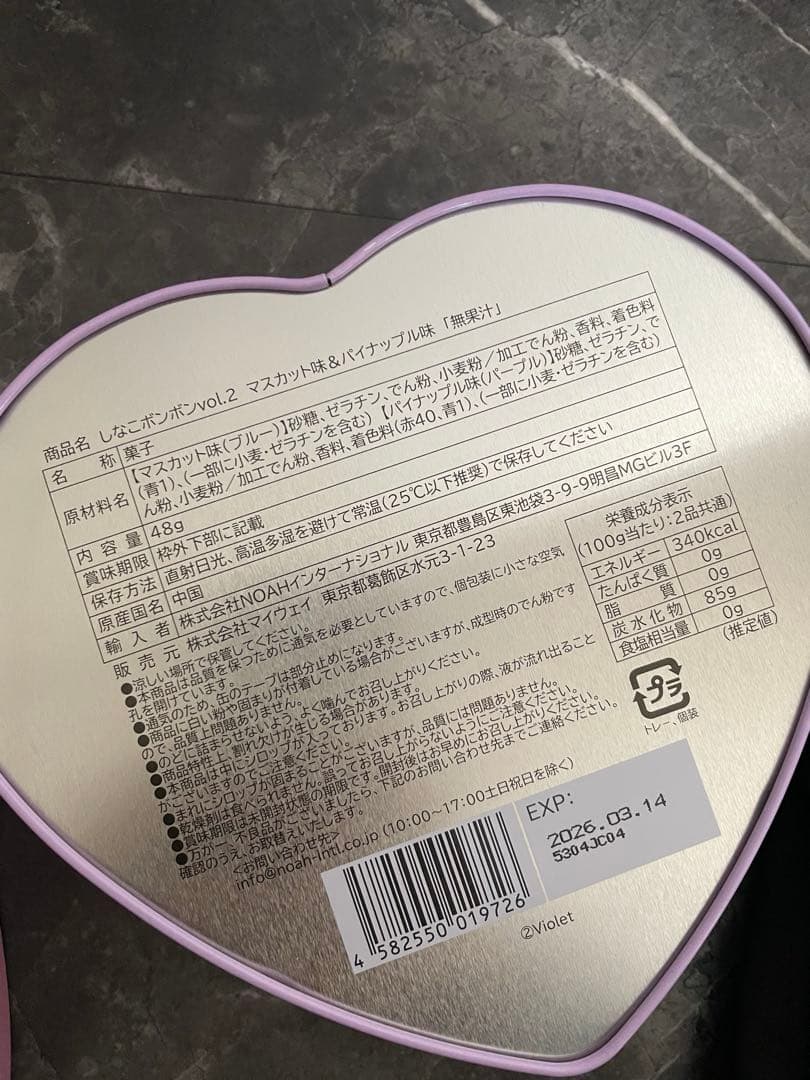 商品名 しなこボンボンvol.2 マスカット味＆パイナップル味 「無果汁」
名称 菓子
原材料名 【マスカット味(ブルー)】砂糖、ゼラチン、でん粉、小麦粉／加工でん粉、香料、着色料
(青1)、(一部に小麦・ゼラチンを含む) 【パイナップル味(パープル)】砂糖、ゼラチン、で
ん粉、小麦粉／加工でん粉、香料、着色料(赤40、青1)、(一部に小麦・ゼラチンを含む)
内容量 48g
賞味期限 枠外下部に記載
保存方法 直射日光、高温多湿を避けて常温(25℃以下推奨)で保存してください
原産国名 中国
輸入者 株式会社NOAHインターナショナル 東京都豊島区東池袋3-9-9明昌MGビル3F
販売元 株式会社マイウェイ 東京都葛飾区水元3-1-23
●涼しい場所で保管してください。
●本商品は品質を保つために通気を必要としていますので、個包装に小さな空気
孔を開けています。
●通気のため、缶のテープは部分止めになります。
●商品に白い粉や固まりが付着している場合がございますが、成型時のでん粉です
ので、品質上問題ありません。
●のどに詰まらせないよう、よく噛んでお召し上がりください。
●商品特性上、割れ欠けが生じる場合があります。
●本商品は中にシロップが入っております。お召し上がりの際、液が流れ出ること
がございますのでご注意ください。
●まれにシロップが固まることがございますが、品質には問題ありません。
●乾燥剤は食べられません。誤ってお召し上がらないようにご注意ください。
●賞味期限は未開封状態の期限です。開封後はお早めにお召し上がりください。
●万が一、不良品がございましたら、下記のお問い合わせ先までご連絡ください。
確認のうえ、お取替えいたします。
<お問い合わせ先>
info@noah-intl.co.jp (10:00~17:00土日祝日を除く)
栄養成分表示
(100g当たり:2品共通)
エネルギー 340kcal
たんぱく質 0g
脂質 0g
炭水化物 85g
食塩相当量 0g
(推定値)
プラ
トレー、個装
EXP:
2026.03.14
5304JC04
4 582550 019726
②Violet